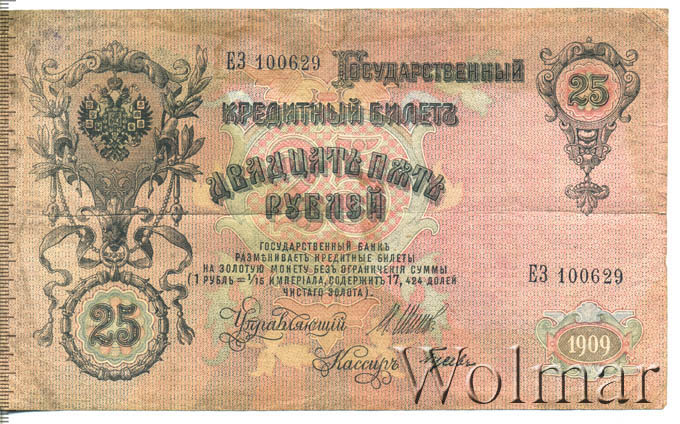 ЕЗ 100629
Государственный
25
Кредитный Билетъ
25
Двадцать пять
рублей
Государственный Банкъ
размѣниваетъ кредитные билеты
на золотую монету безъ ограниченія суммы
(1 рубль = 1/15 имперіала, содержитъ 17,424 долей
чистаго золота).
ЕЗ 100629
25
Управляющій
Кассиръ
1909
Wolmar